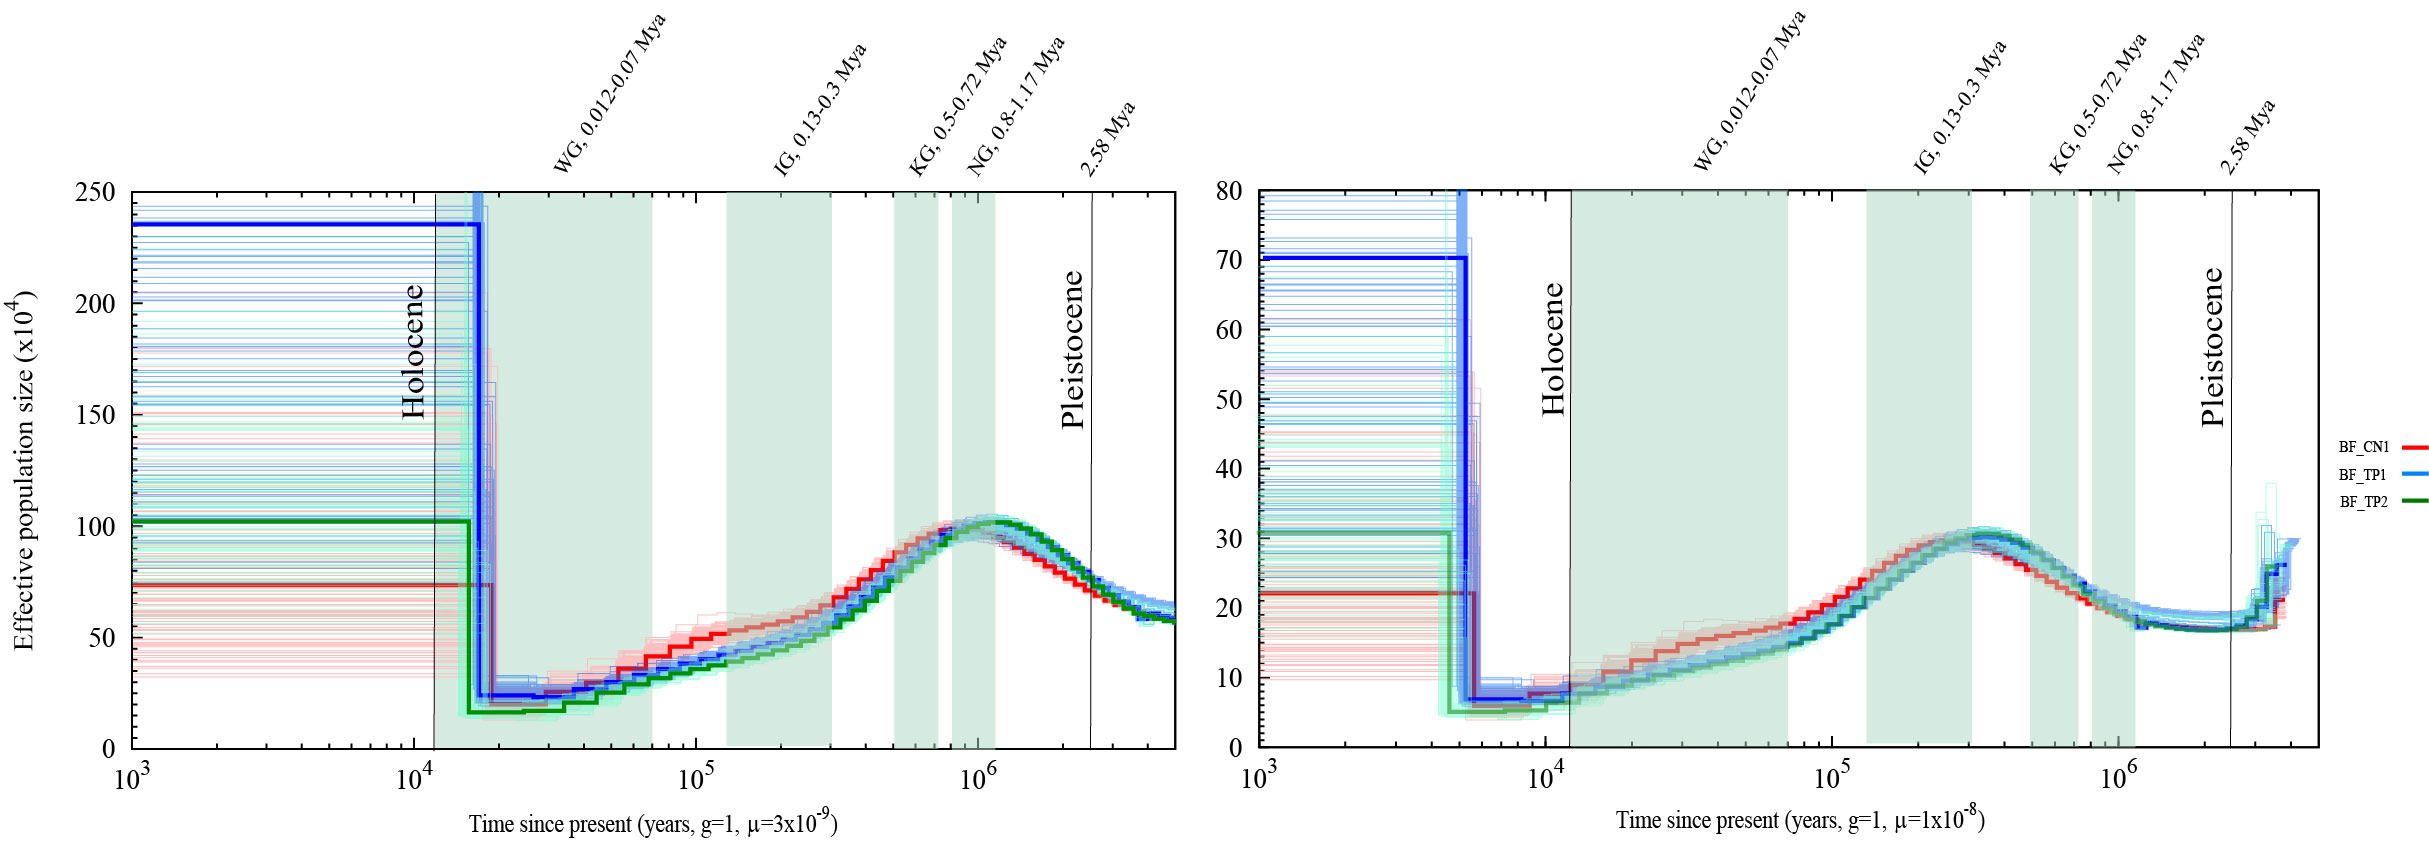 WG, 0.012-0.07 Mya
IG, 0.13-0.3 Mya
KG, 0.5-0.72 Mya
NG, 0.8-1.17 Mya
2.58 Mya
Effective population size (x10⁴)
250
200
150
100
50
0
Holocene
Pleistocene
10³
10⁴
10⁵
10⁶
Time since present (years, g=1, μ=3x10⁻⁹)
WG, 0.012-0.07 Mya
IG, 0.13-0.3 Mya
KG, 0.5-0.72 Mya
NG, 0.8-1.17 Mya
2.58 Mya
80
70
60
50
40
30
20
10
0
Holocene
Pleistocene
10³
10⁴
10⁵
10⁶
Time since present (years, g=1, μ=1x10⁻⁸)
BF_CN1
BF_TP1
BF_TP2